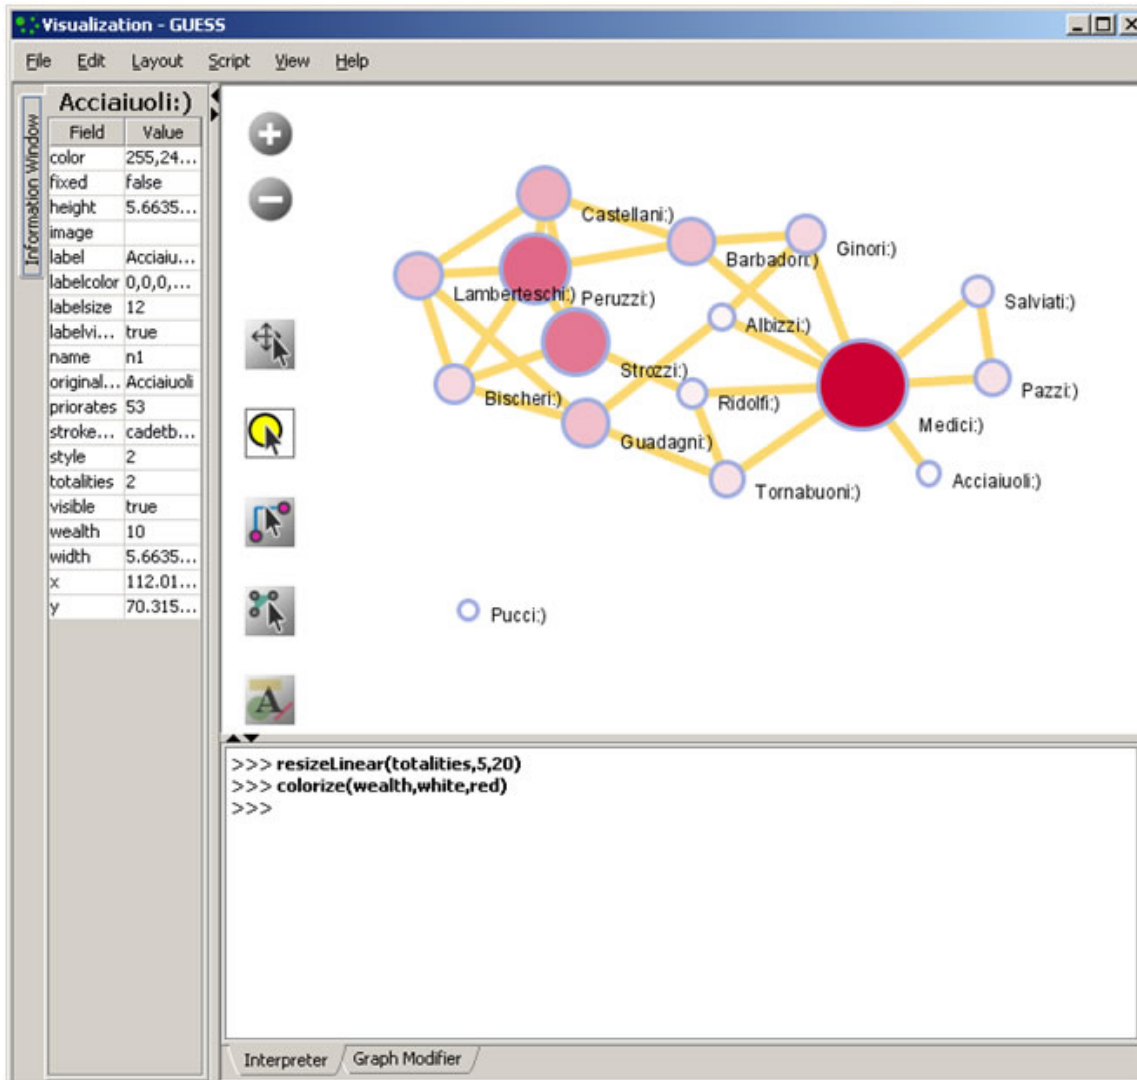 Visualization - GUESS
File Edit Layout Script View Help
Information Window
Acciaiuoli:)
Field Value
color 255,24...
fixed false
height 5.6635...
image
label Acciaiu...
labelcolor 0,0,0,...
labelsize 12
labelvi... true
name n1
original... Acciaiuoli
priorates 53
stroke... cadetb...
style 2
totalities 2
visible true
wealth 10
width 5.6635...
x 112.01...
y 70.315...
A
Castellani:)
Barbadori:)
Ginori:)
Lamberteschi:)
Peruzzi:)
Salviati:)
Albizzi:)
Strozzi:)
Bischeri:)
Ridolfi:)
Pazzi:)
Medici:)
Guadagni:)
Tornabuoni:)
Acciaiuoli:)
Pucci:)
>>> resizeLinear(totalities,5,20)
>>> colorize(wealth,white,red)
>>>
Interpreter Graph Modifier